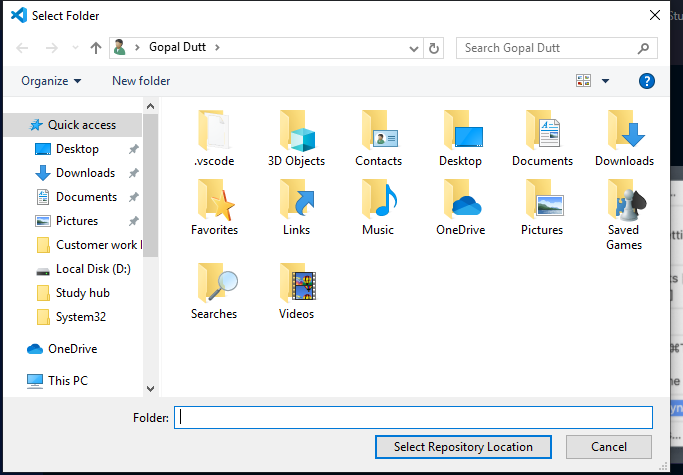 Select Folder
Stu
Gopal Dutt
Search Gopal Dutt
Organize
New folder
Quick access
Desktop
Downloads
Documents
Pictures
Customer work
Local Disk (D:)
Study hub
System32
OneDrive
This PC
.vscode
3D Objects
Contacts
Desktop
Documents
Downloads
Favorites
Links
Music
OneDrive
Pictures
Saved
Games
Searches
Videos
Folder:
Select Repository Location
Cancel